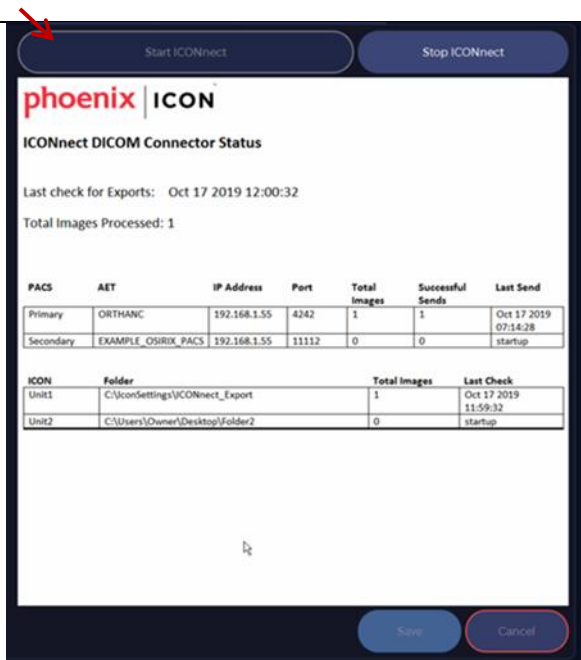 Start ICONnect Stop ICONnect
phoenix | ICON
ICONnect DICOM Connector Status
Last check for Exports: Oct 17 2019 12:00:32
Total Images Processed: 1
PACS AET IP Address Port Total Images Successful Sends Last Send
Primary ORTHANC 192.168.1.55 4242 1 1 Oct 17 2019 07:14:28
Secondary EXAMPLE_OSIRIX_PACS 192.168.1.55 11112 0 0 startup
ICON Folder Total Images Last Check
Unit1 C:\IconSettings\ICONnect_Export 1 Oct 17 2019 11:59:32
Unit2 C:\Users\Owner\Desktop\Folder2 0 startup
Save Cancel